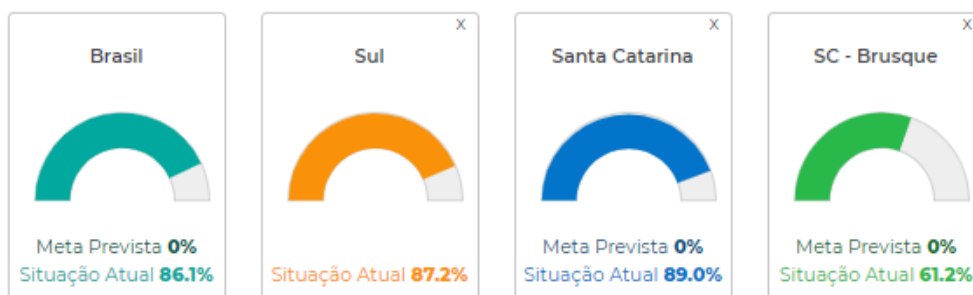 Brasil
Meta Prevista 0%
Situação Atual 86.1%
X
Sul
Situação Atual 87.2%
X
Santa Catarina
Meta Prevista 0%
Situação Atual 89.0%
X
SC - Brusque
Meta Prevista 0%
Situação Atual 61.2%